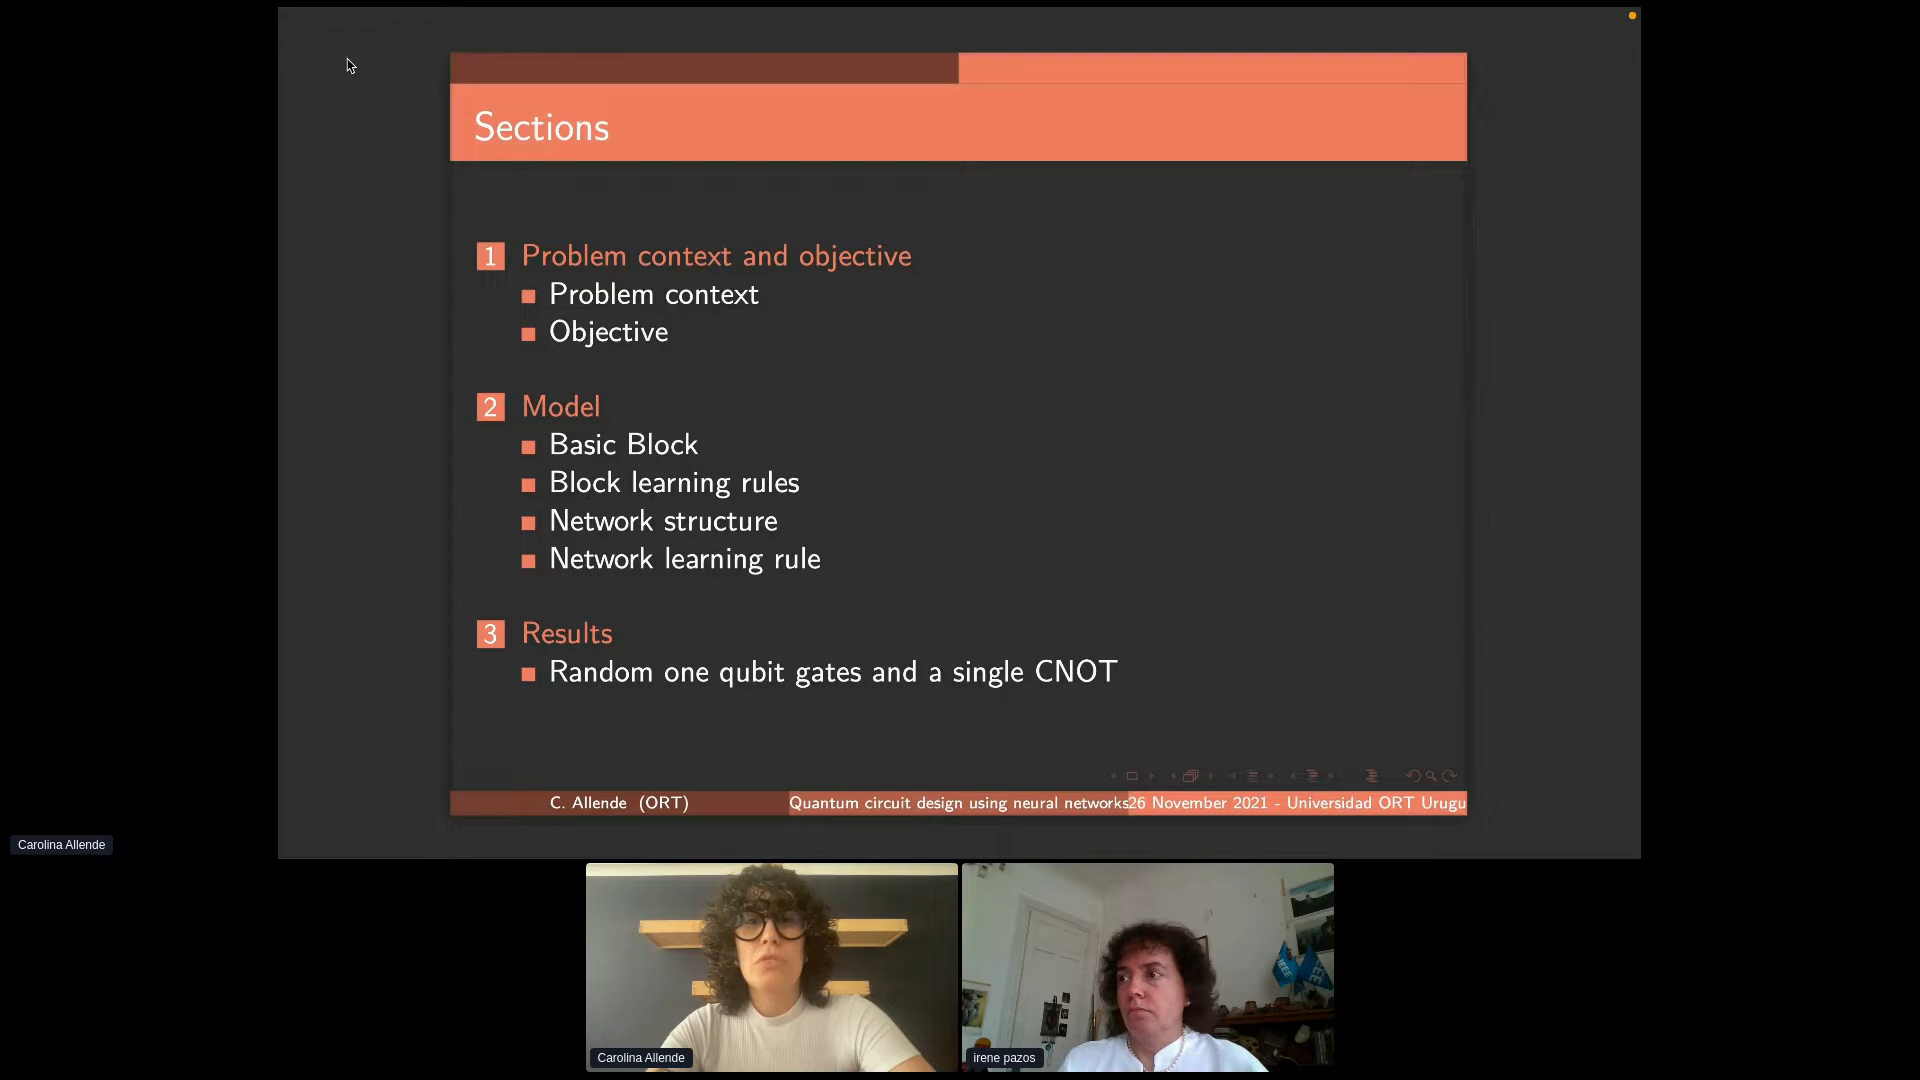 Sections
1 Problem context and objective
Problem context
Objective
2 Model
Basic Block
Block learning rules
Network structure
Network learning rule
3 Results
Random one qubit gates and a single CNOT
C. Allende (ORT) Quantum circuit design using neural networks 26 November 2021 - Universidad ORT Urugu
Carolina Allende
Carolina Allende
irene pazos
IEEE